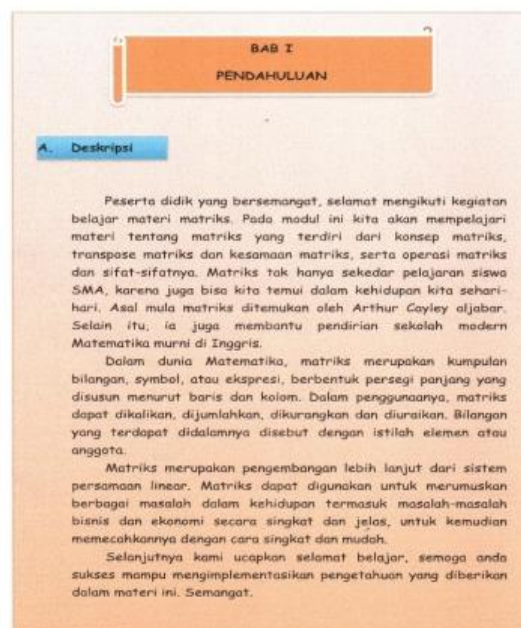 BAB I
PENDAHULUAN
A. Deskripsi
Peserta didik yang bersemangat, selamat mengikuti kegiatan
belajar materi matriks. Pada modul ini kita akan mempelajari
materi tentang matriks yang terdiri dari konsep matriks,
transpose matriks dan kesamaan matriks, serta operasi matriks
dan sifat-sifatnya. Matriks tak hanya sekedar pelajaran siswa
SMA, karena juga bisa kita temui dalam kehidupan kita sehari-
hari. Asal mula matriks ditemukan oleh Arthur Cayley aljabar.
Selain itu, ia juga membantu pendirian sekolah modern
Matematika murni di Inggris.
Dalam dunia Matematika, matriks merupakan kumpulan
bilangan, symbol, atau ekspresi, berbentuk persegi panjang yang
disusun menurut baris dan kolom. Dalam penggunaanya, matriks
dapat dikalikan, dijumlahkan, dikurangkan dan diuraikan. Bilangan
yang terdapat didalamnya disebut dengan istilah elemen atau
anggota.
Matriks merupakan pengembangan lebih lanjut dari sistem
persamaan linear. Matriks dapat digunakan untuk merumuskan
berbagai masalah dalam kehidupan termasuk masalah-masalah
bisnis dan ekonomi secara singkat dan jelas, untuk kemudian
memecahkannya dengan cara singkat dan mudah.
Selanjutnya kami ucapkan selamat belajar, semoga anda
sukses mampu mengimplementasikan pengetahuan yang diberikan
dalam materi ini. Semangat.